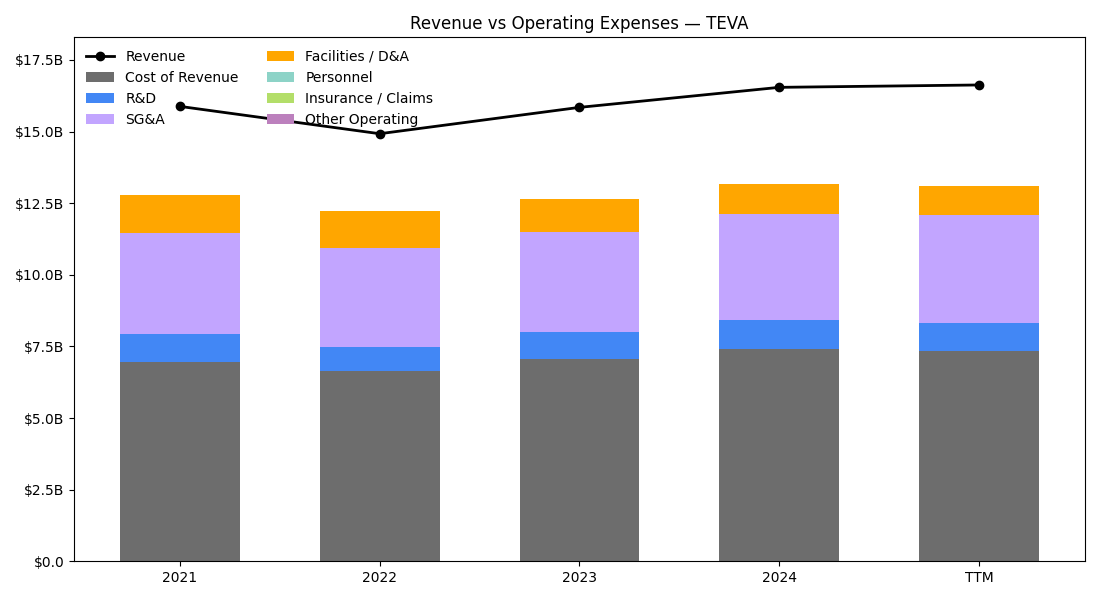 Revenue vs Operating Expenses — TEVA
Revenue
Cost of Revenue
R&D
SG&A
Facilities / D&A
Personnel
Insurance / Claims
Other Operating
$17.5B
$15.0B
$12.5B
$10.0B
$7.5B
$5.0B
$2.5B
$0.0
2021 2022 2023 2024 TTM